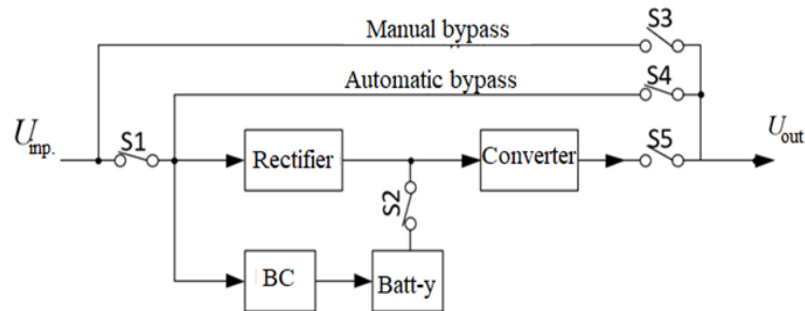 Manual bypass
S3
Automatic bypass
S4
Uinp.
S1
Rectifier
Converter
S5
Uout.
S2
BC
Batt-y